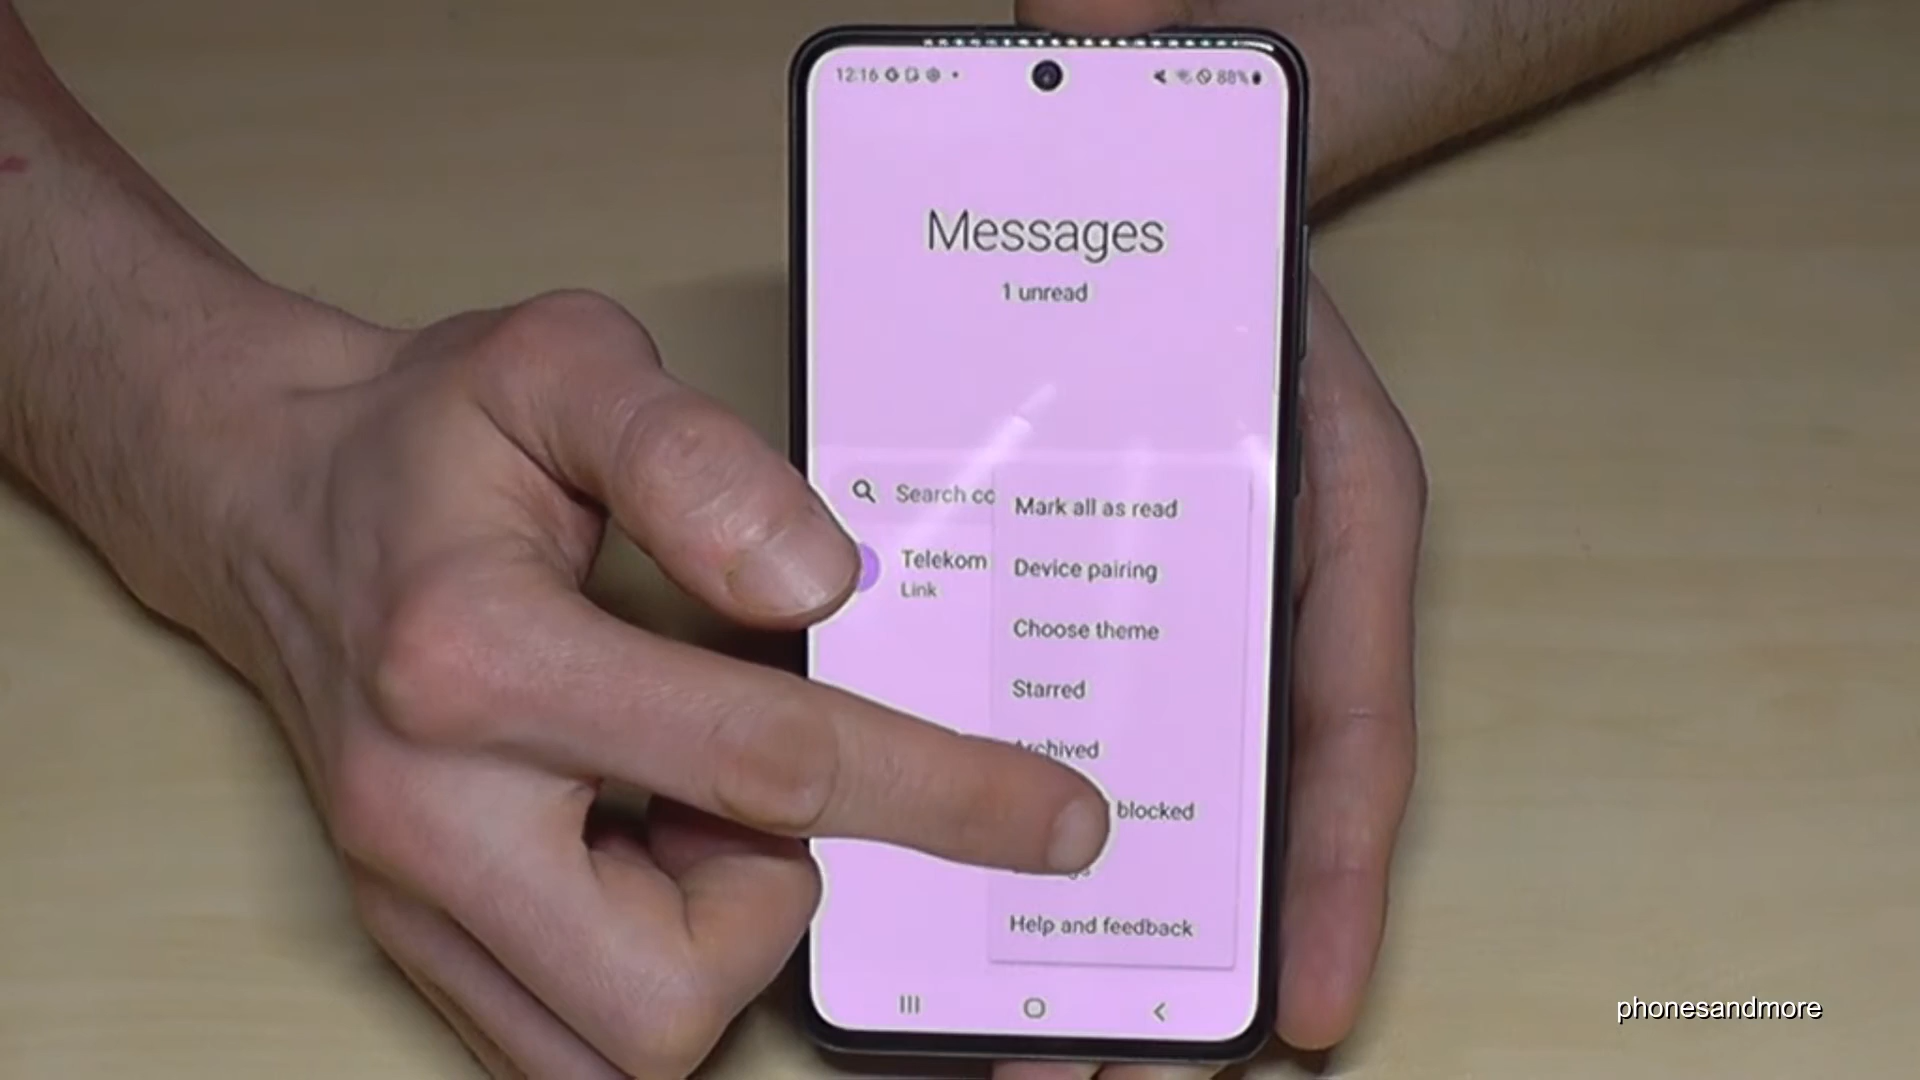 12:16
88%
Messages
1 unread
Search co
Mark all as read
Telekom
Link
Device pairing
Choose theme
Starred
chived
blocked
Help and feedback
phonesandmore